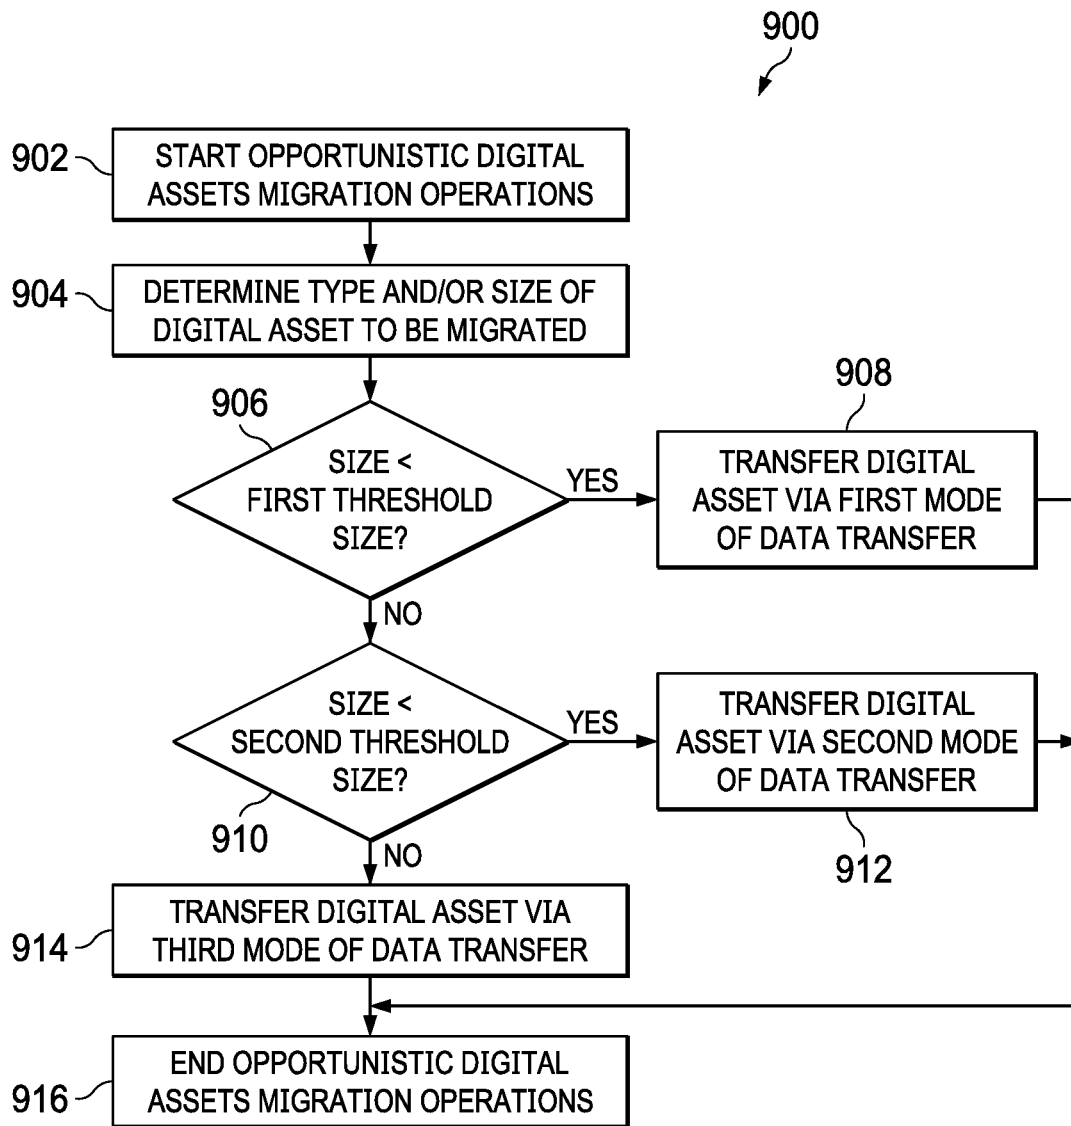 900
902
START OPPORTUNISTIC DIGITAL
ASSETS MIGRATION OPERATIONS
904
DETERMINE TYPE AND/OR SIZE OF
DIGITAL ASSET TO BE MIGRATED
906
SIZE <
FIRST THRESHOLD
SIZE?
YES
908
TRANSFER DIGITAL
ASSET VIA FIRST MODE
OF DATA TRANSFER
NO
SIZE <
SECOND THRESHOLD
SIZE?
910
YES
TRANSFER DIGITAL
ASSET VIA SECOND MODE
OF DATA TRANSFER
912
NO
914
TRANSFER DIGITAL ASSET VIA
THIRD MODE OF DATA TRANSFER
916
END OPPORTUNISTIC DIGITAL
ASSETS MIGRATION OPERATIONS